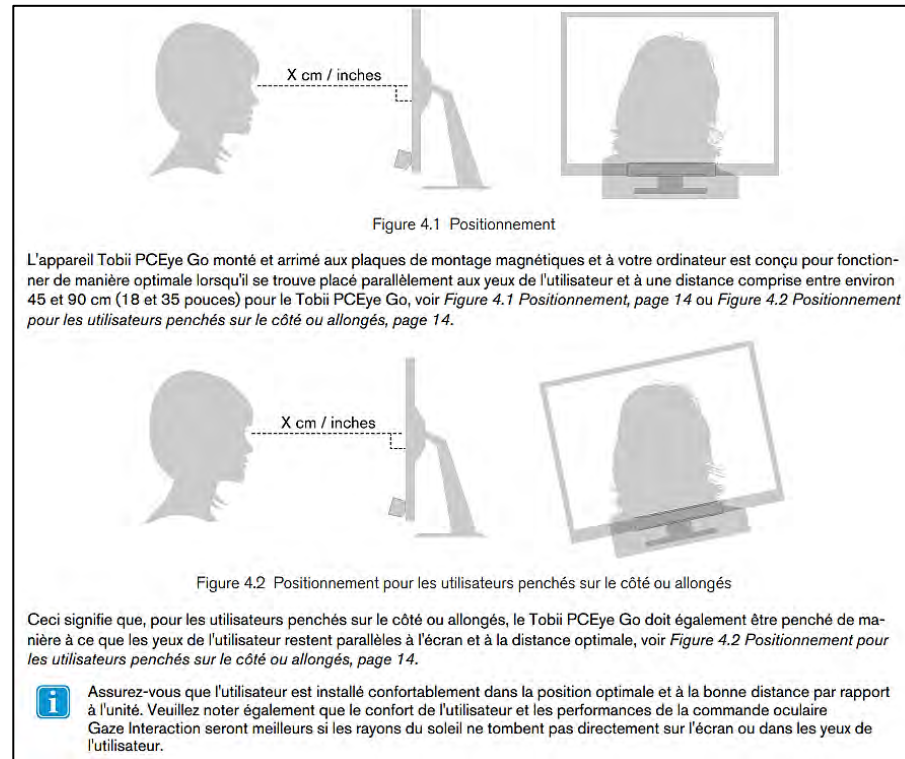 X cm / inches
Figure 4.1 Positionnement
L'appareil Tobii PCEye Go monté et arrimé aux plaques de montage magnétiques et à votre ordinateur est conçu pour fonction-
ner de manière optimale lorsqu'il se trouve placé parallèlement aux yeux de l'utilisateur et à une distance comprise entre environ
45 et 90 cm (18 et 35 pouces) pour le Tobii PCEye Go, voir Figure 4.1 Positionnement, page 14 ou Figure 4.2 Positionnement
pour les utilisateurs penchés sur le côté ou allongés, page 14.
X cm / inches
Figure 4.2 Positionnement pour les utilisateurs penchés sur le côté ou allongés
Ceci signifie que, pour les utilisateurs penchés sur le côté ou allongés, le Tobii PCEye Go doit également être penché de ma-
nière à ce que les yeux de l'utilisateur restent parallèles à l'écran et à la distance optimale, voir Figure 4.2 Positionnement pour
les utilisateurs penchés sur le côté ou allongés, page 14.
i
Assurez-vous que l'utilisateur est installé confortablement dans la position optimale et à la bonne distance par rapport
à l'unité. Veuillez noter également que le confort de l'utilisateur et les performances de la commande oculaire
Gaze Interaction seront meilleurs si les rayons du soleil ne tombent pas directement sur l'écran ou dans les yeux de
l'utilisateur.